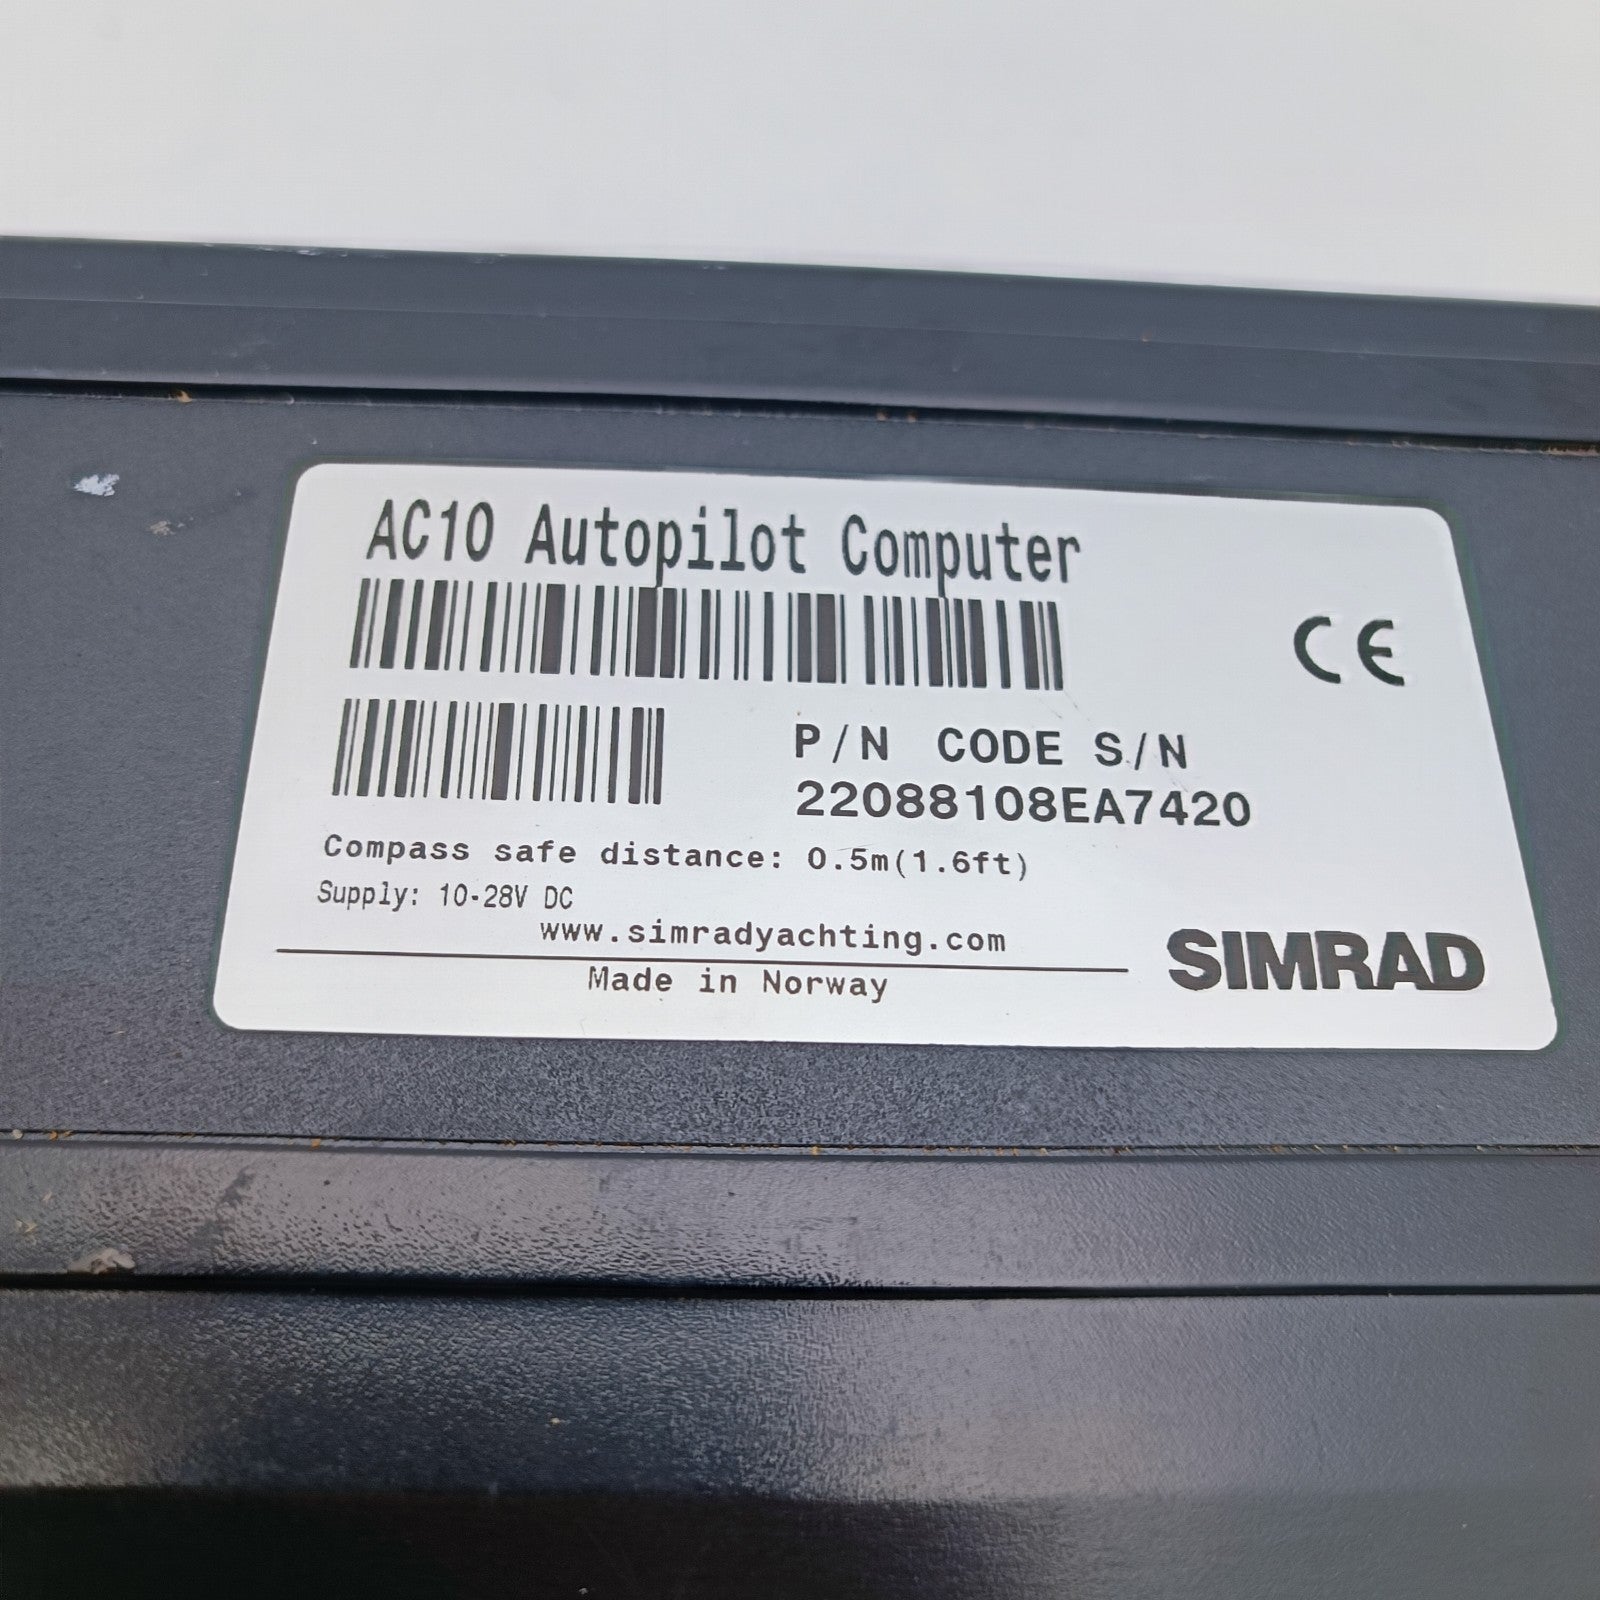 AC10 Autopilot Computer
CE
P/N CODE S/N
22088108EA7420
Compass safe distance: 0.5m(1.6ft)
Supply: 10-28V DC
www.simradyachting.com
Made in Norway
SIMRAD